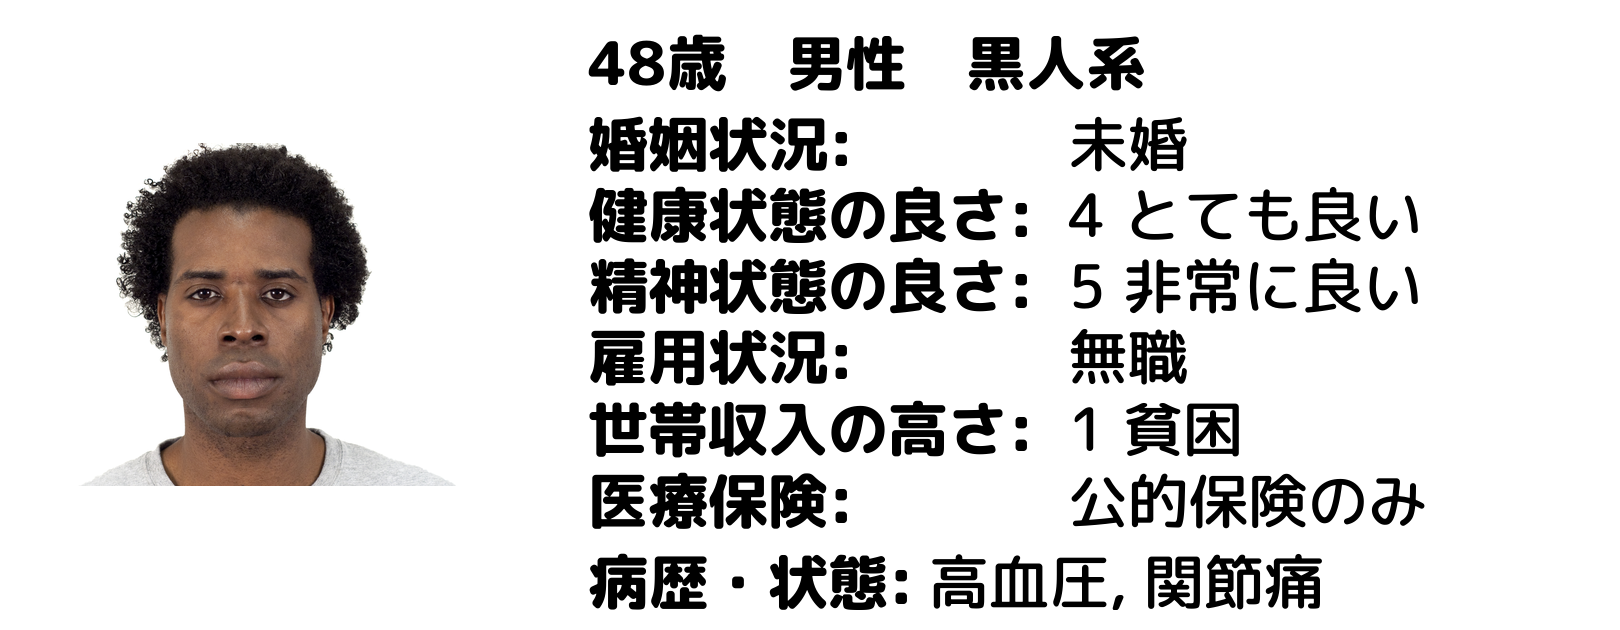 48歳　男性　黒人系
婚姻状況: 未婚
健康状態の良さ: 4 とても良い
精神状態の良さ: 5 非常に良い
雇用状況: 無職
世帯収入の高さ: 1 貧困
医療保険: 公的保険のみ
病歴・状態: 高血圧, 関節痛